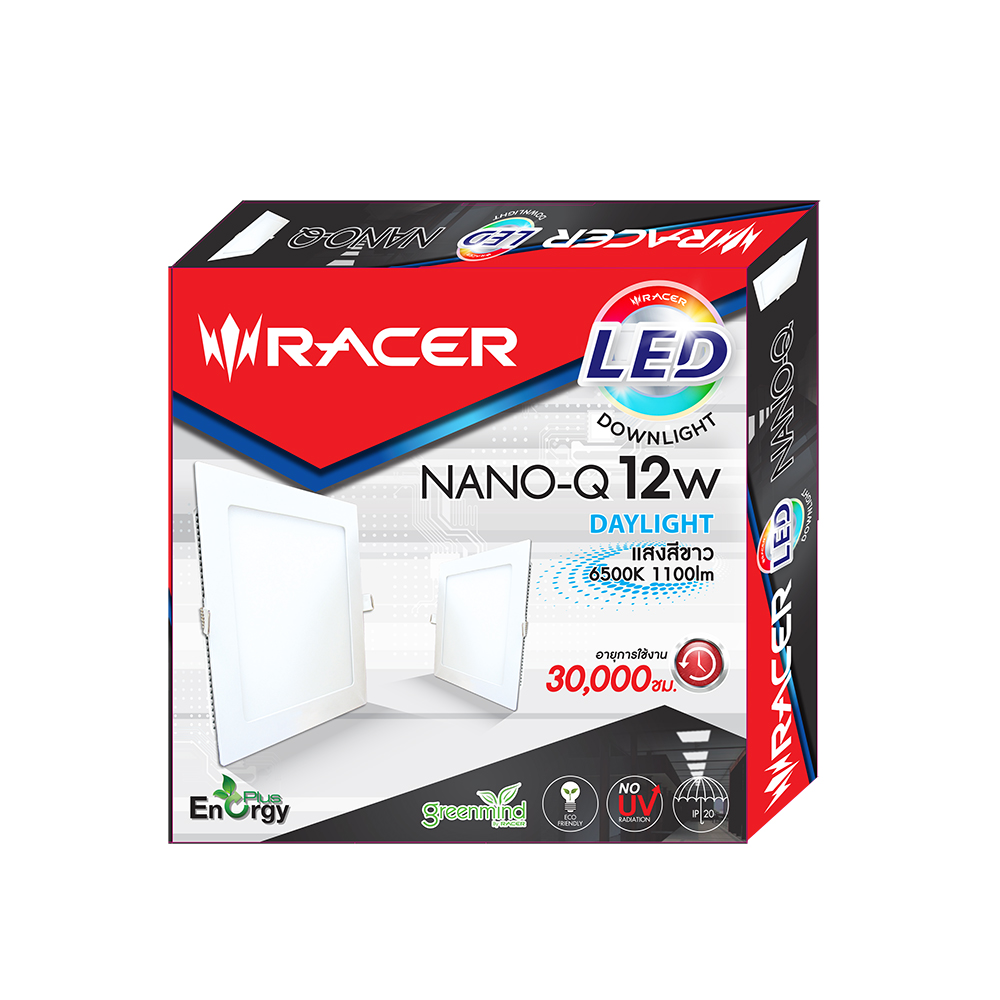 NANO-Q
LED
DOWNLIGHT
RACER
RACER
RACER
LED
DOWNLIGHT
NANO-Q 12W
DAYLIGHT
แสงสีขาว
6500K 1100lm
อายุการใช้งาน
30,000ชม.
Energy Plus
greenmind
by RACER
ECO
FRIENDLY
NO
UV
RADIATION
IP 20
NANO-Q
LED
DOWNLIGHT
RACER